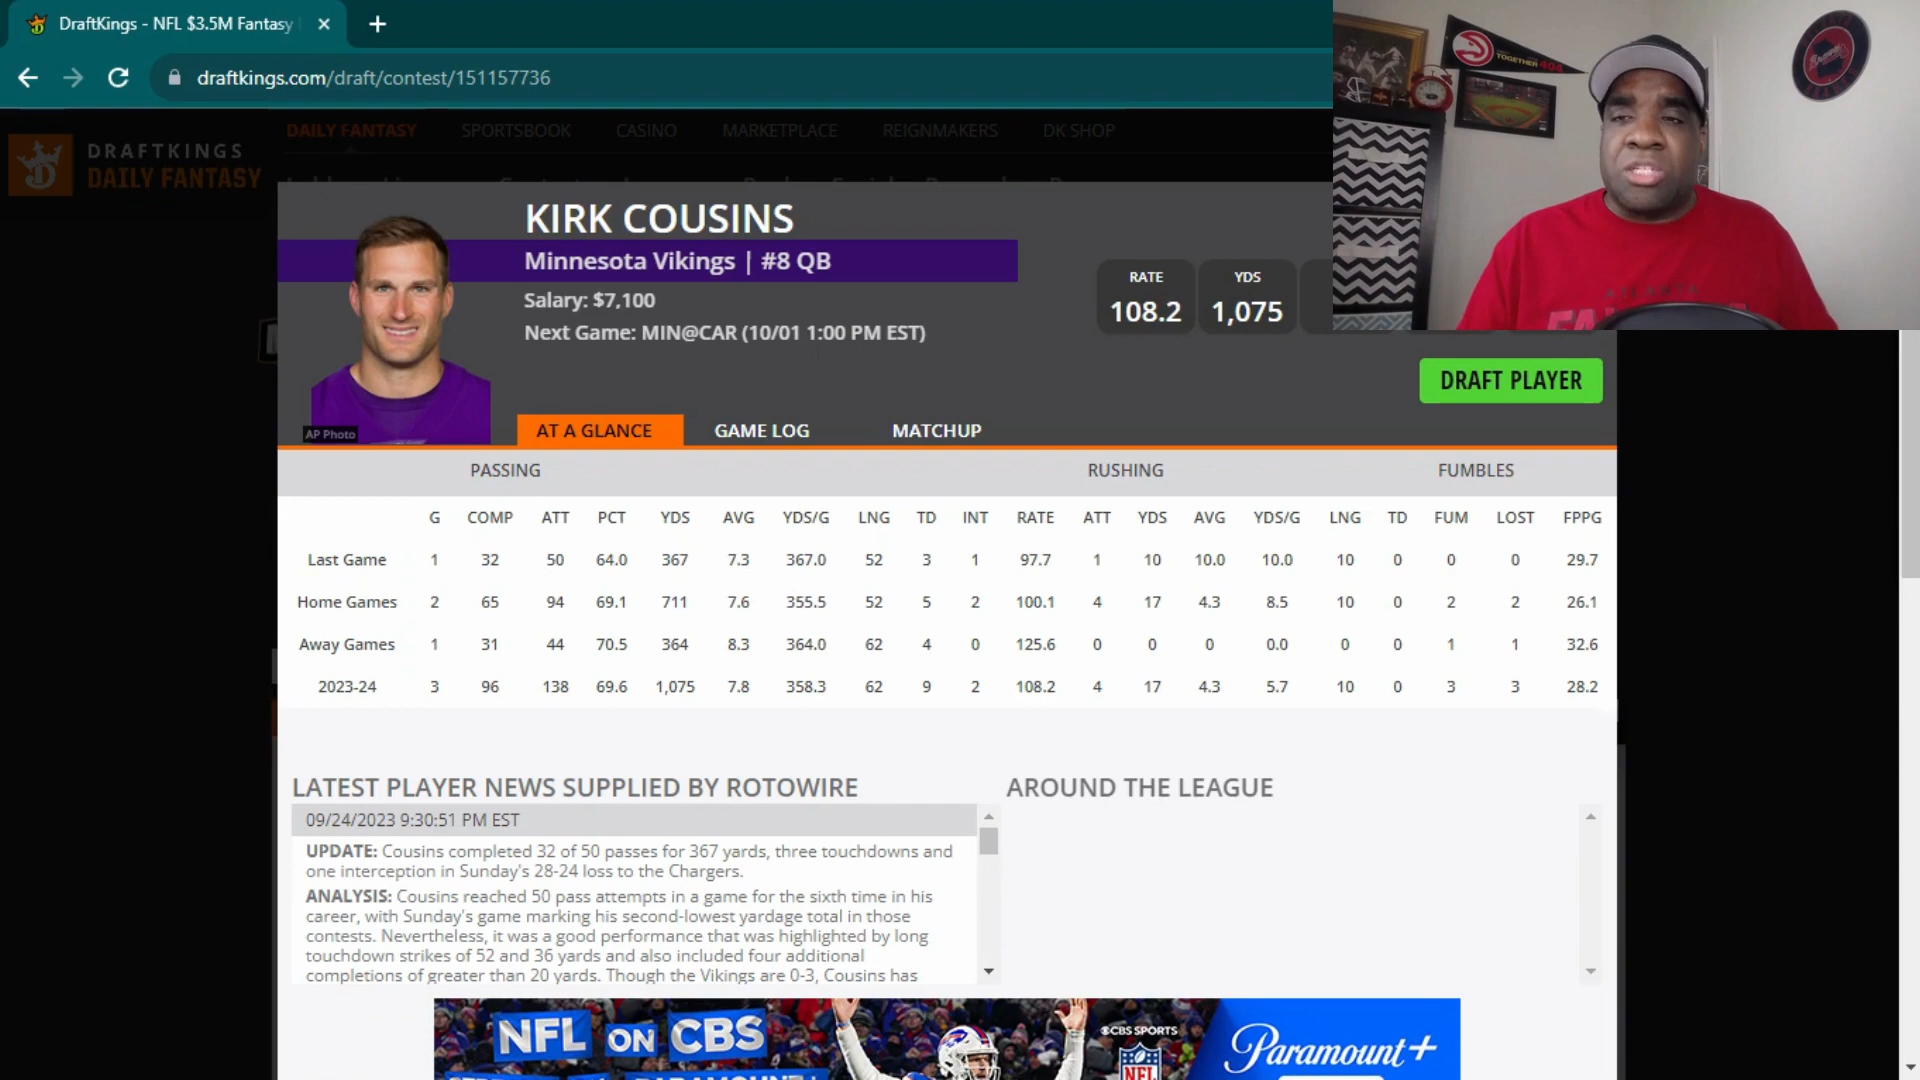 DraftKings - NFL $3.5M Fantasy
draftkings.com/draft/contest/151157736
DRAFTKINGS
DAILY FANTASY
DAILY FANTASY SPORTSBOOK CASINO MARKETPLACE REIGNMAKERS DK SHOP
TOGETHER 404
KIRK COUSINS
Minnesota Vikings | #8 QB
Salary: $7,100
Next Game: MIN@CAR (10/01 1:00 PM EST)
RATE YDS
108.2 1,075
DRAFT PLAYER
AP Photo
AT A GLANCE GAME LOG MATCHUP
PASSING RUSHING FUMBLES
G COMP ATT PCT YDS AVG YDS/G LNG TD INT RATE ATT YDS AVG YDS/G LNG TD FUM LOST FPPG
Last Game 1 32 50 64.0 367 7.3 367.0 52 3 1 97.7 1 10 10.0 10.0 10 0 0 0 29.7
Home Games 2 65 94 69.1 711 7.6 355.5 52 5 2 100.1 4 17 4.3 8.5 10 0 2 2 26.1
Away Games 1 31 44 70.5 364 8.3 364.0 62 4 0 125.6 0 0 0 0.0 0 0 1 1 32.6
2023-24 3 96 138 69.6 1,075 7.8 358.3 62 9 2 108.2 4 17 4.3 5.7 10 0 3 3 28.2
LATEST PLAYER NEWS SUPPLIED BY ROTOWIRE
AROUND THE LEAGUE
09/24/2023 9:30:51 PM EST
UPDATE: Cousins completed 32 of 50 passes for 367 yards, three touchdowns and
one interception in Sunday's 28-24 loss to the Chargers.
ANALYSIS: Cousins reached 50 pass attempts in a game for the sixth time in his
career, with Sunday's game marking his second-lowest yardage total in those
contests. Nevertheless, it was a good performance that was highlighted by long
touchdown strikes of 52 and 36 yards and also included four additional
completions of greater than 20 yards. Though the Vikings are 0-3, Cousins has
NFL ON CBS
CBS SPORTS
NFL
Paramount+